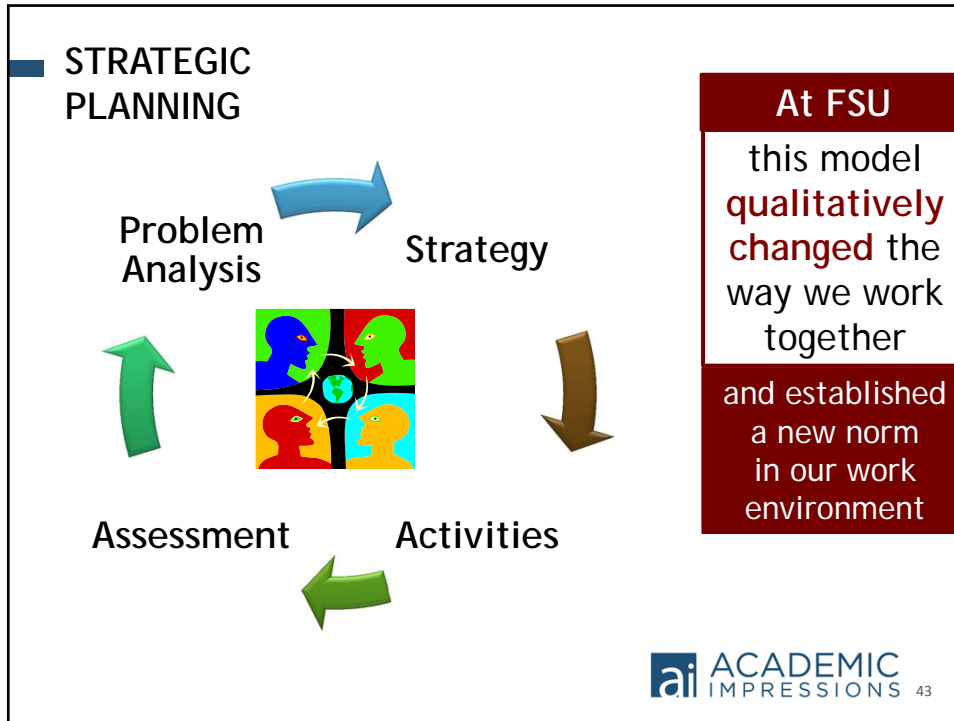 STRATEGIC
PLANNING
Problem
Analysis
Strategy
Assessment
Activities
At FSU
this model
qualitatively
changed the
way we work
together
and established
a new norm
in our work
environment
ai ACADEMIC
IMPRESSIONS
43